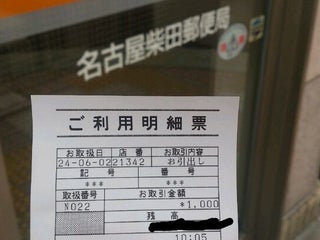 名古屋柴田郵便局
ご利用明細票
お取扱日 店番 お取引内容
24-06-02 21342 お引出し
記号 番号
*** ***
取扱番号 お取引金額
N022 *1,000
残高
10:05